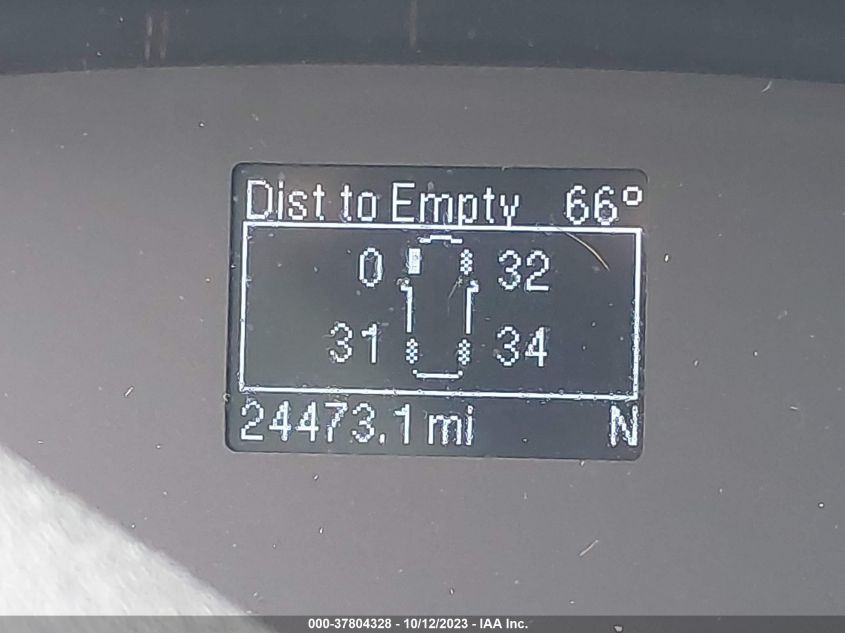 Dist to Empty 66°
0 32
31 34
24473.1 mi N
000-37804328 - 10/12/2023 - IAA Inc.